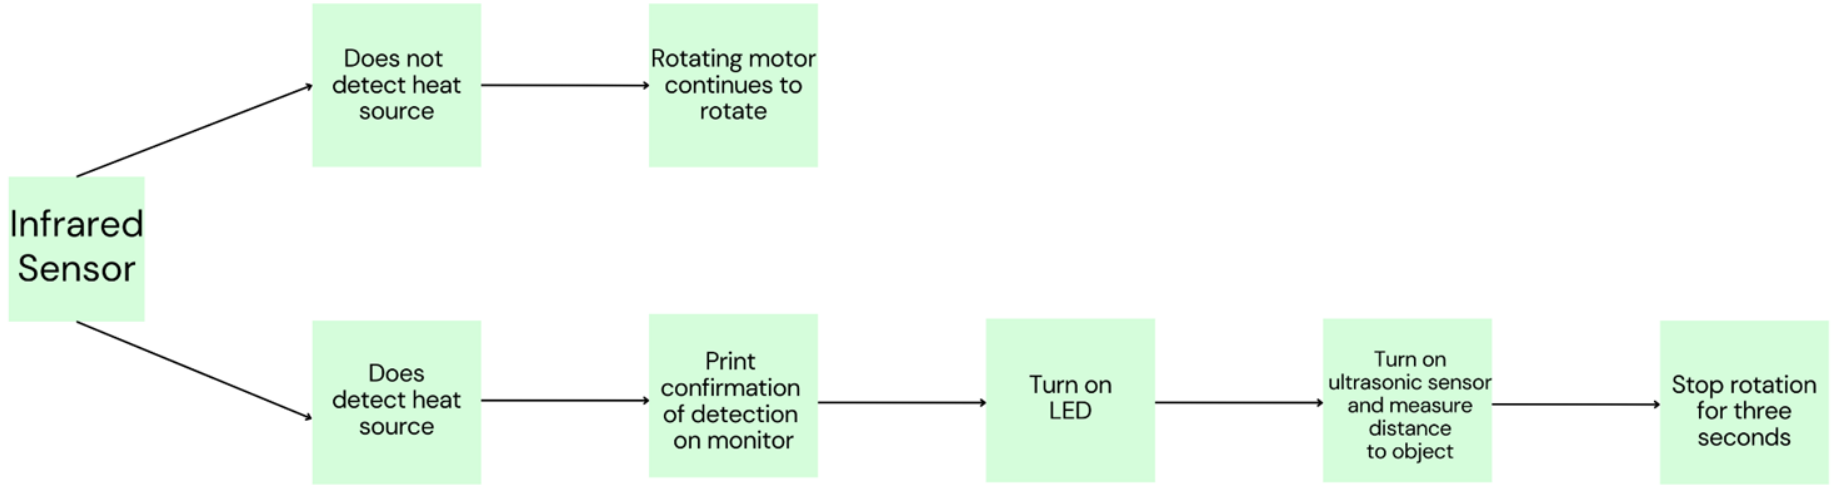 Infrared
Sensor
Does not
detect heat
source
Rotating motor
continues to
rotate
Does
detect heat
source
Print
confirmation
of detection
on monitor
Turn on
LED
Turn on
ultrasonic sensor
and measure
distance
to object
Stop rotation
for three
seconds